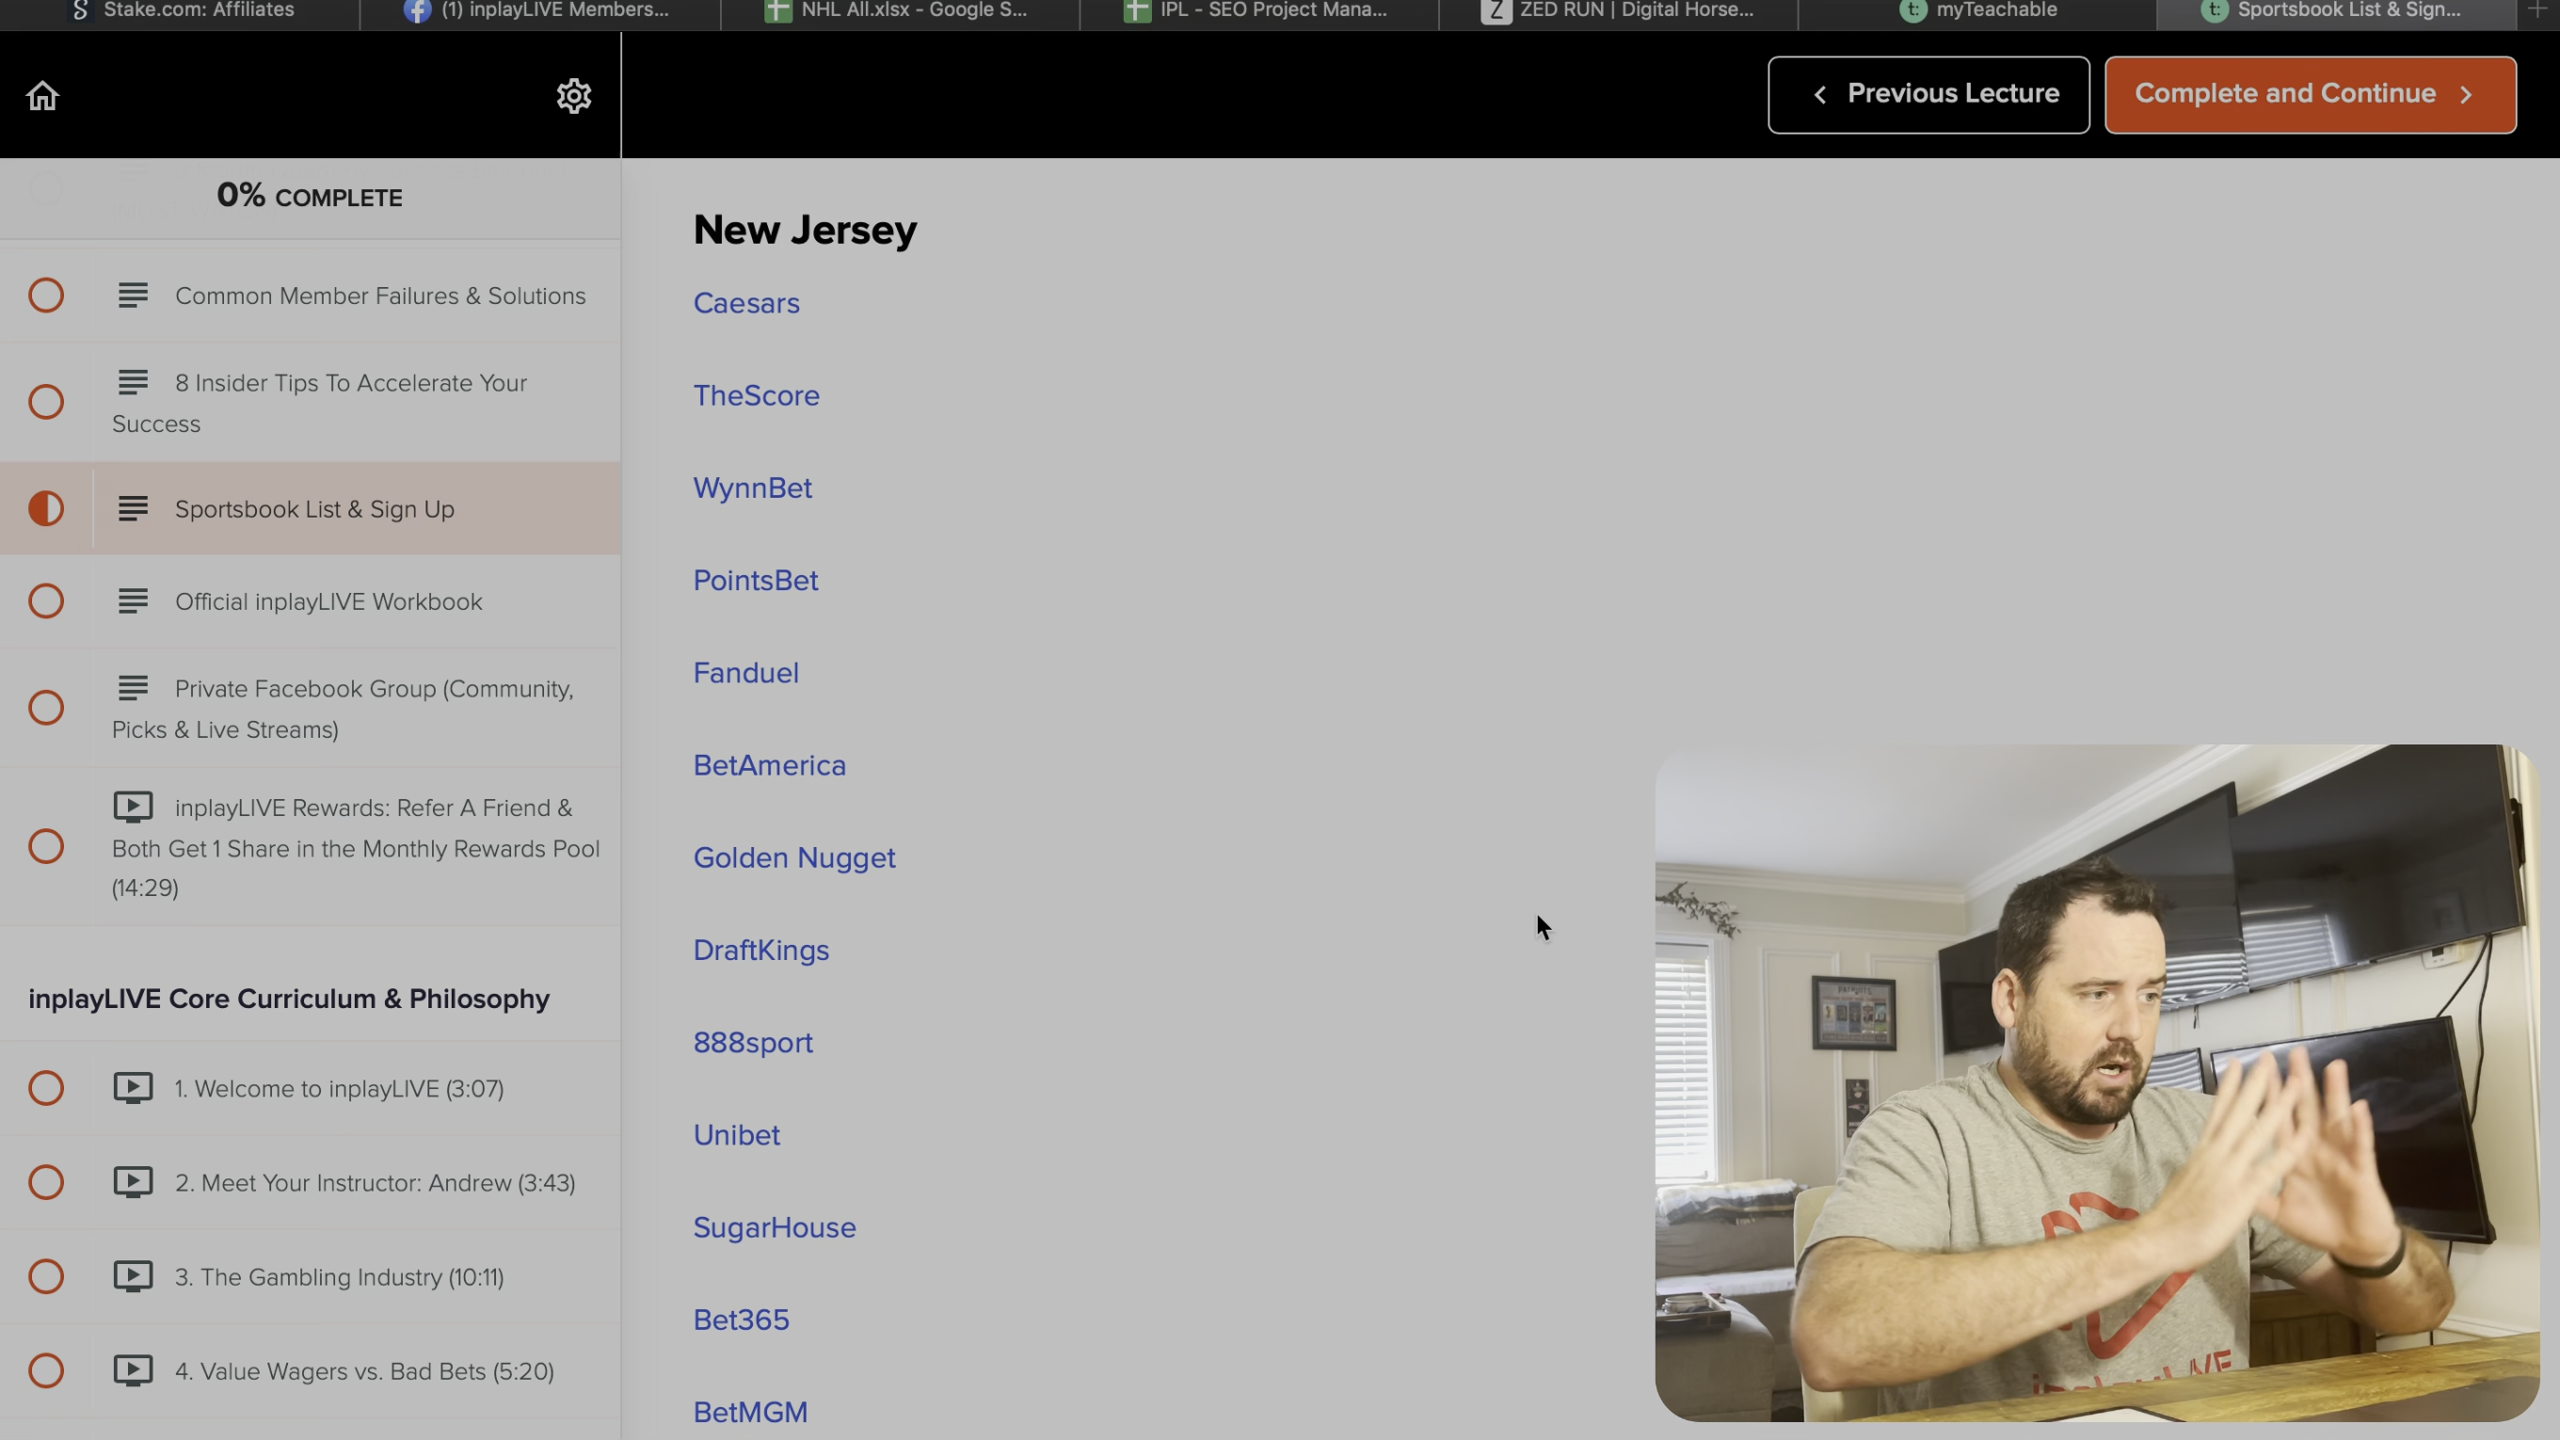 Stake.com: Affiliates
(1) inplayLIVE Members...
NHL All.xlsx - Google S...
IPL - SEO Project Mana...
ZED RUN | Digital Horse...
myTeachable
Sportsbook List & Sign...
Previous Lecture
Complete and Continue
0% COMPLETE
Common Member Failures & Solutions
8 Insider Tips To Accelerate Your
Success
Sportsbook List & Sign Up
Official inplayLIVE Workbook
Private Facebook Group (Community,
Picks & Live Streams)
inplayLIVE Rewards: Refer A Friend &
Both Get 1 Share in the Monthly Rewards Pool
(14:29)
inplayLIVE Core Curriculum & Philosophy
1. Welcome to inplayLIVE (3:07)
2. Meet Your Instructor: Andrew (3:43)
3. The Gambling Industry (10:11)
4. Value Wagers vs. Bad Bets (5:20)
New Jersey
Caesars
TheScore
WynnBet
PointsBet
Fanduel
BetAmerica
Golden Nugget
DraftKings
888sport
Unibet
SugarHouse
Bet365
BetMGM
PATRIOTS
inplayLIVE